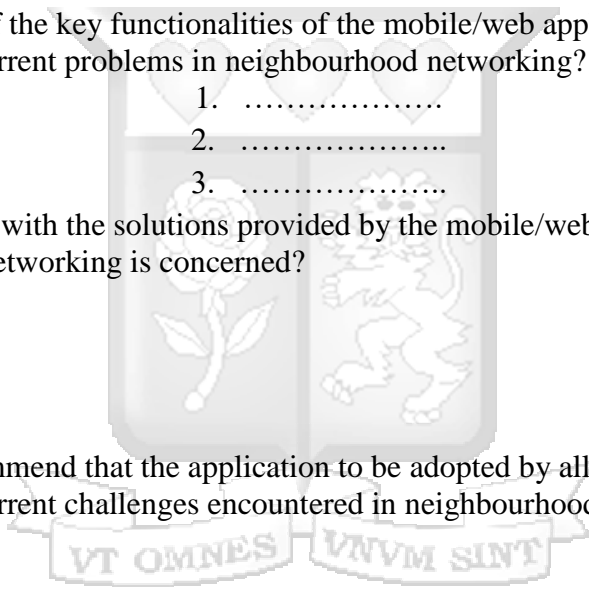 f the key functionalities of the mobile/web app
rrent problems in neighbourhood networking?
1. ……………….
2. ………………..
3. ………………..
with the solutions provided by the mobile/web
etworking is concerned?
nmend that the application to be adopted by all
rrent challenges encountered in neighbourhood
VT OMNES VNVM SINT